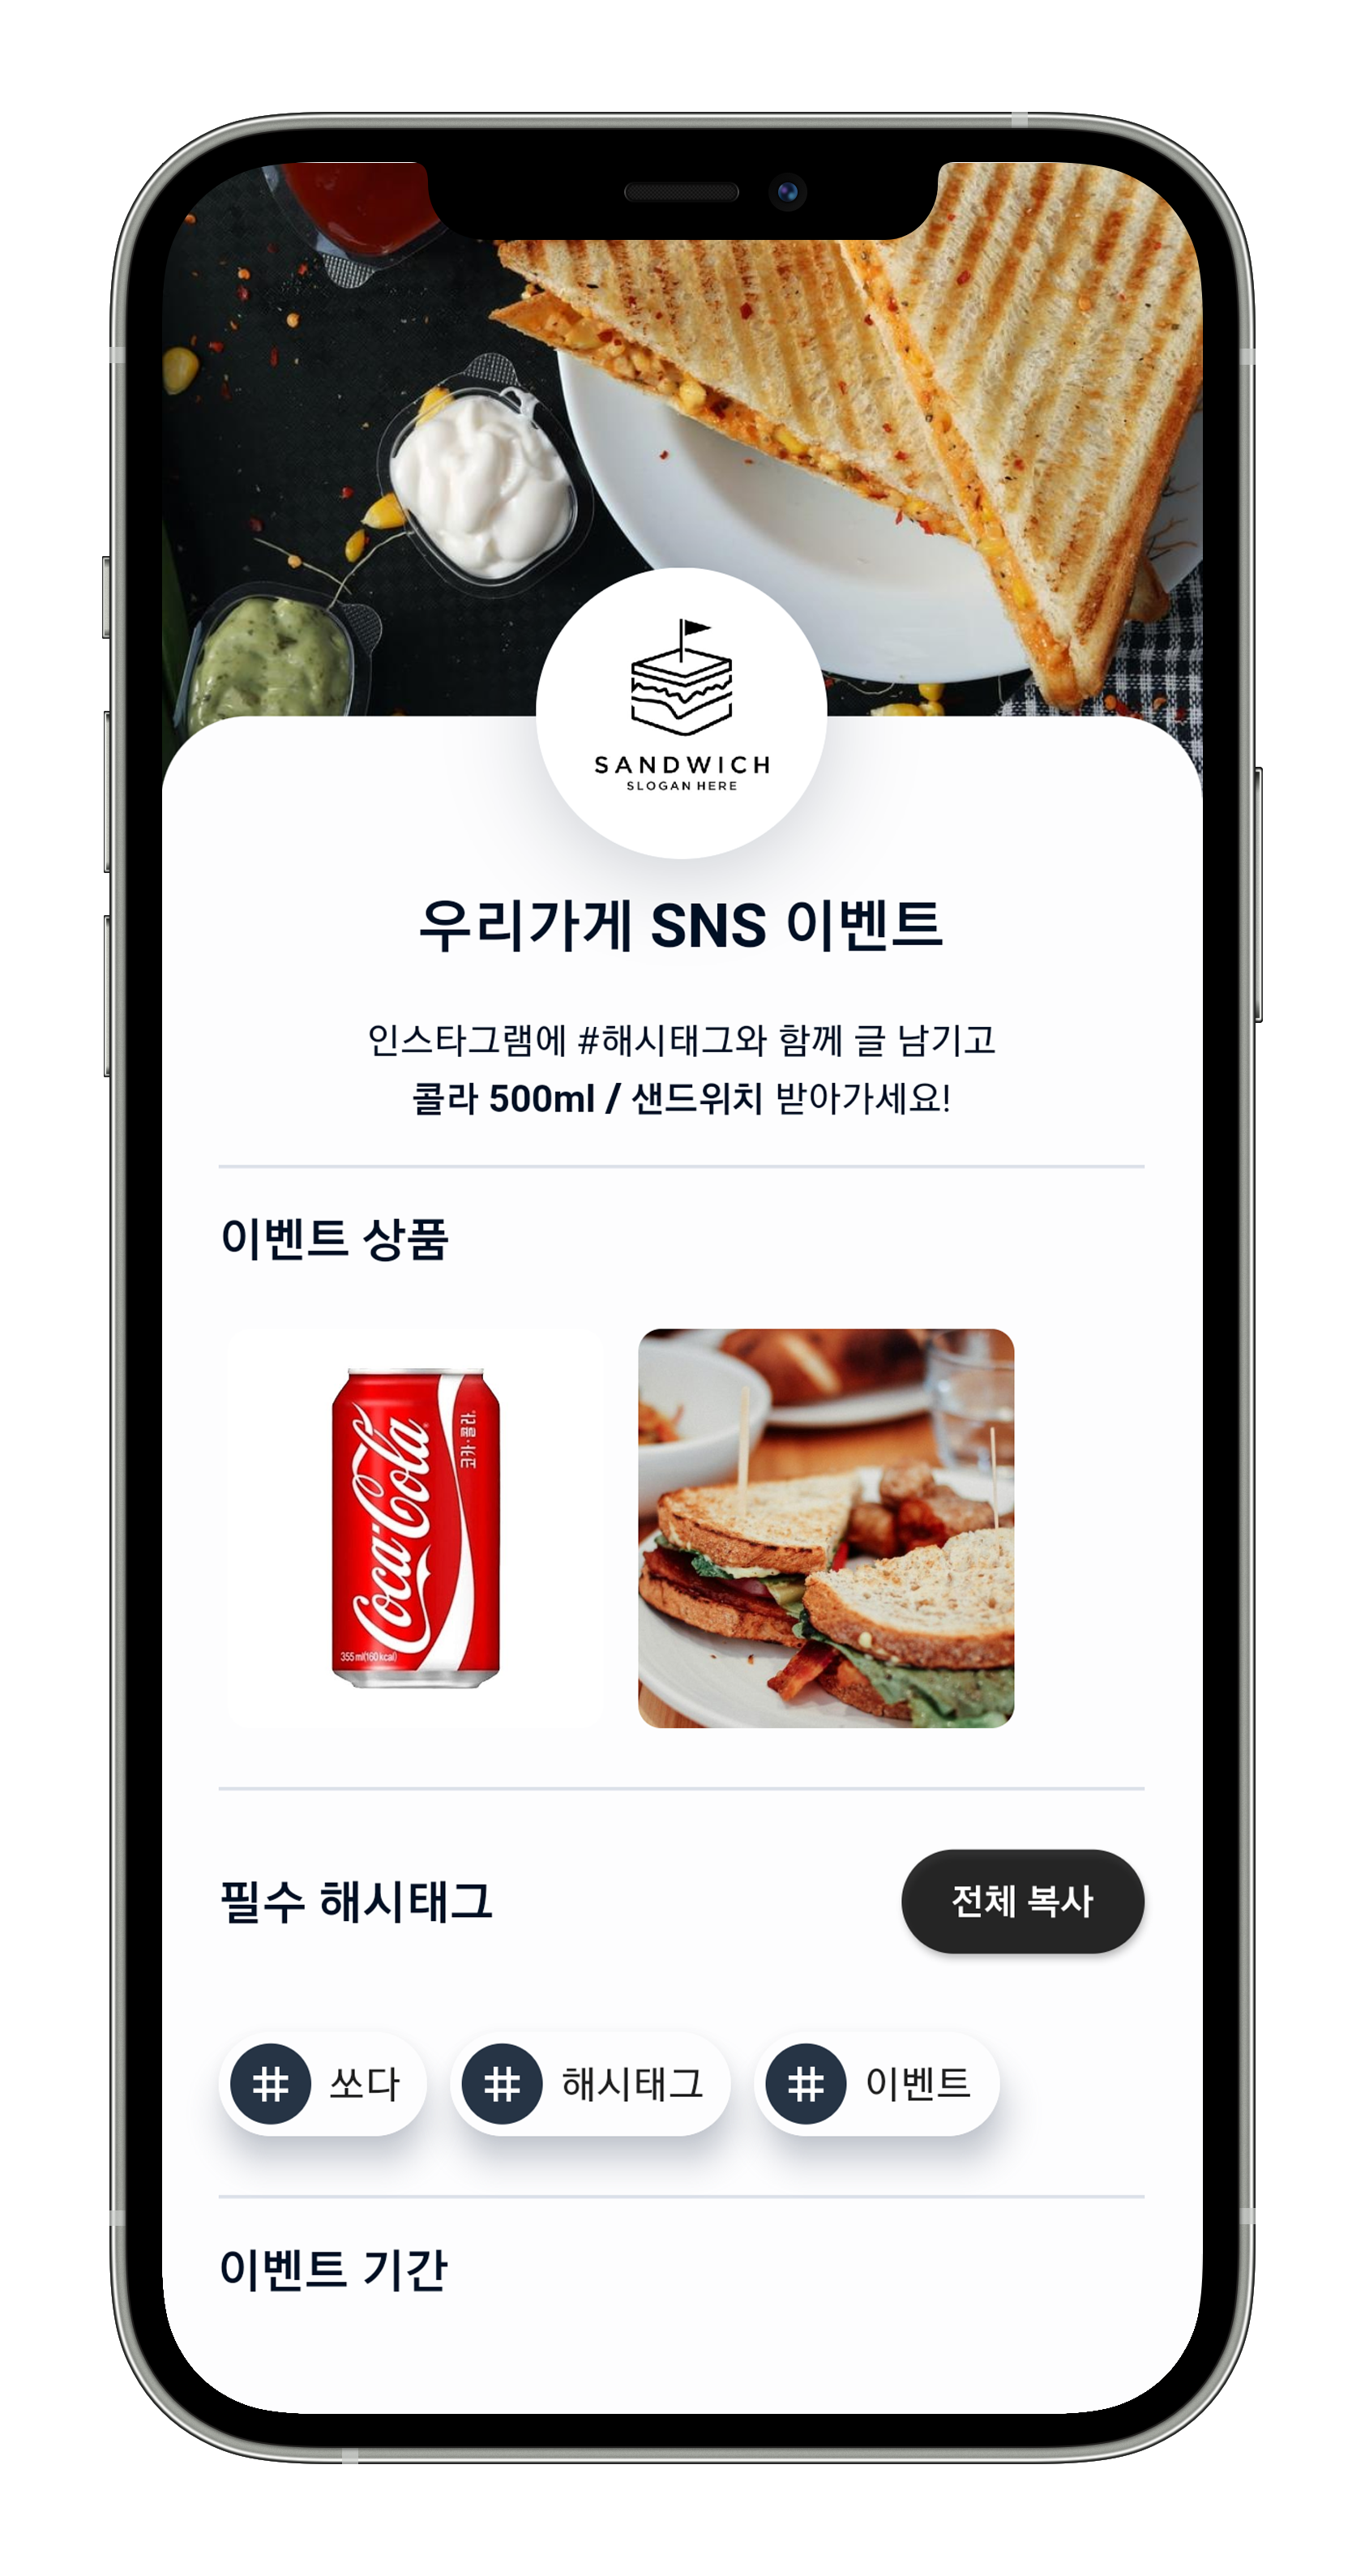 SANDWICH
SLOGAN HERE
우리가게 SNS 이벤트
인스타그램에 #해시태그와 함께 글 남기고
콜라 500ml / 샌드위치 받아가세요!
이벤트 상품
Coca-Cola
코카·콜라
355 ml(160 kcal)
필수 해시태그
전체 복사
# 쏘다
# 해시태그
# 이벤트
이벤트 기간